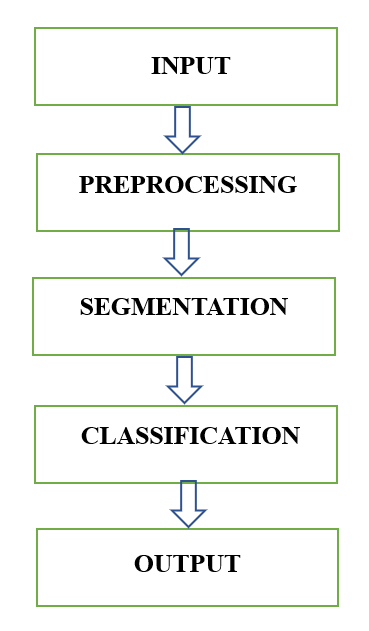 INPUT
PREPROCESSING
SEGMENTATION
CLASSIFICATION
OUTPUT